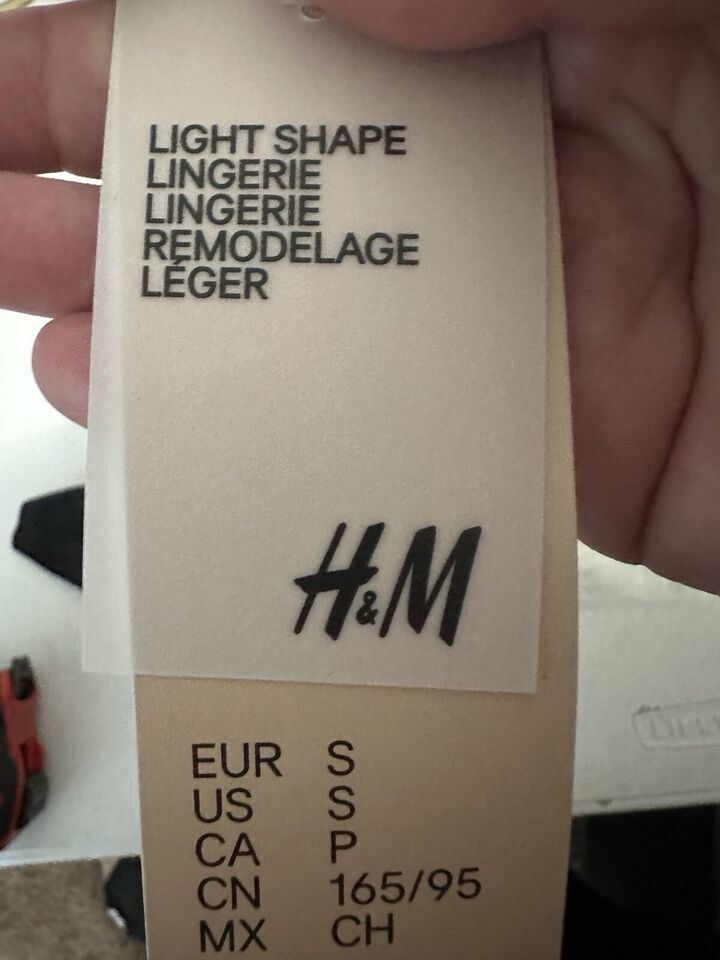 LIGHT SHAPE
LINGERIE
LINGERIE
REMODELAGE
LÉGER
H&M
EUR S
US S
CA P
CN 165/95
MX CH